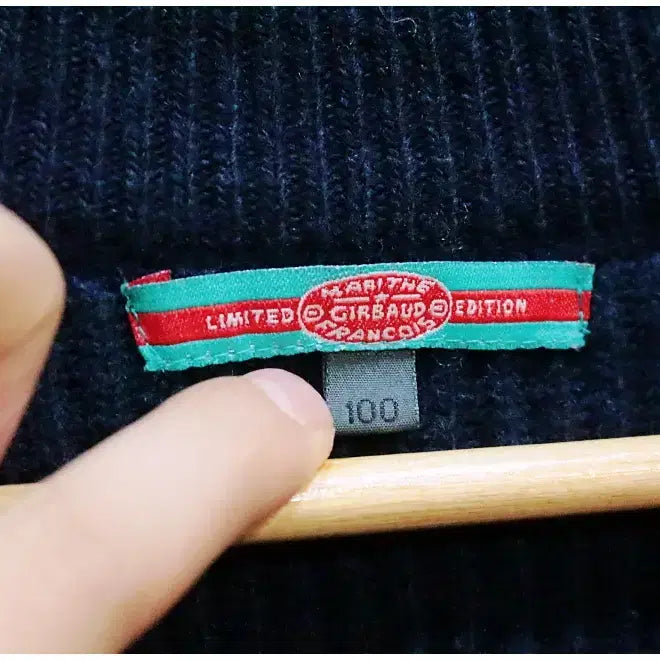 MARITHE
LIMITED GIRBAUD EDITION
FRANCOIS
100